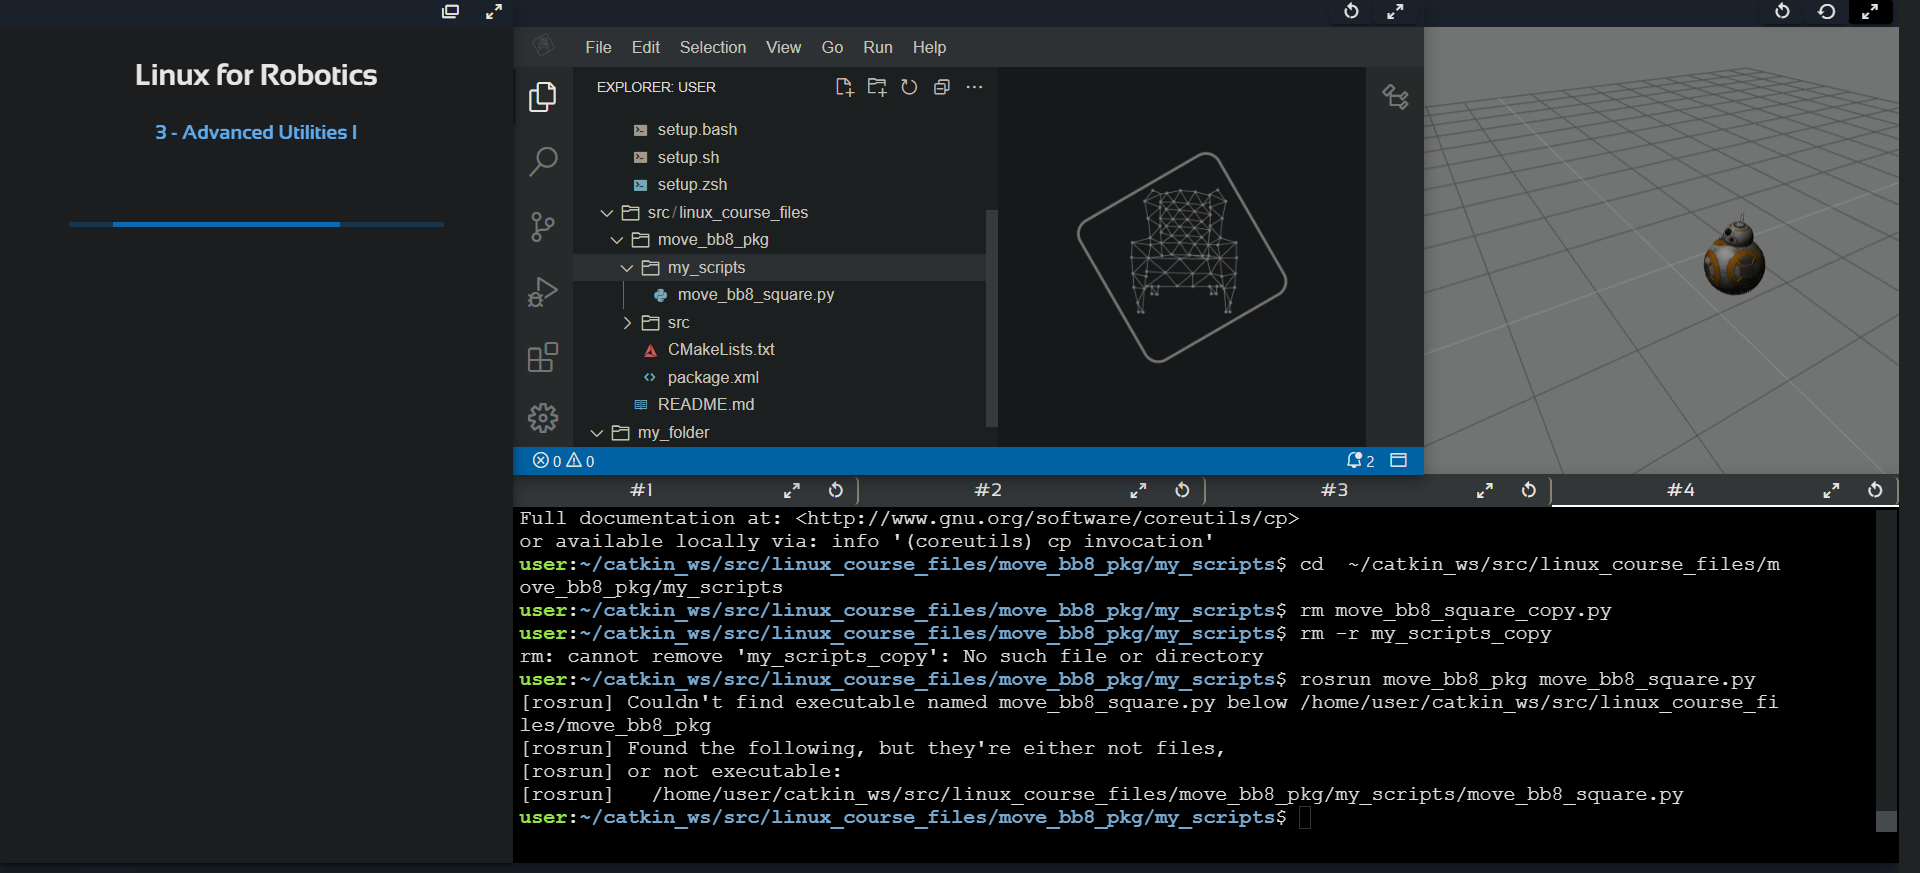 Linux for Robotics
3 - Advanced Utilities I
File Edit Selection View Go Run Help
EXPLORER: USER
setup.bash
setup.sh
setup.zsh
src/linux_course_files
move_bb8_pkg
my_scripts
move_bb8_square.py
src
CMakeLists.txt
package.xml
README.md
my_folder
0 0 2
#1 #2 #3 #4
Full documentation at: <http://www.gnu.org/software/coreutils/cp>
or available locally via: info '(coreutils) cp invocation'
user:~/catkin_ws/src/linux_course_files/move_bb8_pkg/my_scripts$ cd  ~/catkin_ws/src/linux_course_files/m
ove_bb8_pkg/my_scripts
user:~/catkin_ws/src/linux_course_files/move_bb8_pkg/my_scripts$ rm move_bb8_square_copy.py
user:~/catkin_ws/src/linux_course_files/move_bb8_pkg/my_scripts$ rm -r my_scripts_copy
rm: cannot remove 'my_scripts_copy': No such file or directory
user:~/catkin_ws/src/linux_course_files/move_bb8_pkg/my_scripts$ rosrun move_bb8_pkg move_bb8_square.py
[rosrun] Couldn't find executable named move_bb8_square.py below /home/user/catkin_ws/src/linux_course_fi
les/move_bb8_pkg
[rosrun] Found the following, but they're either not files,
[rosrun] or not executable:
[rosrun]   /home/user/catkin_ws/src/linux_course_files/move_bb8_pkg/my_scripts/move_bb8_square.py
user:~/catkin_ws/src/linux_course_files/move_bb8_pkg/my_scripts$